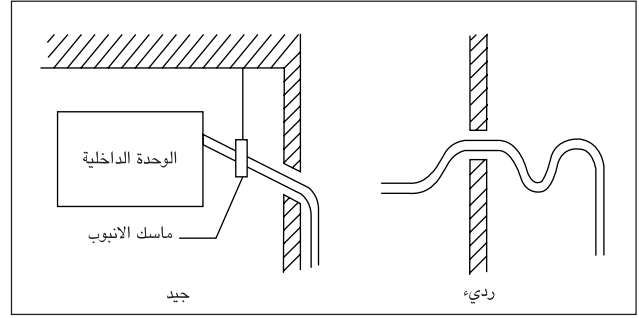 الوحدة الداخلية
ماسك الانبوب
جيد
رديء